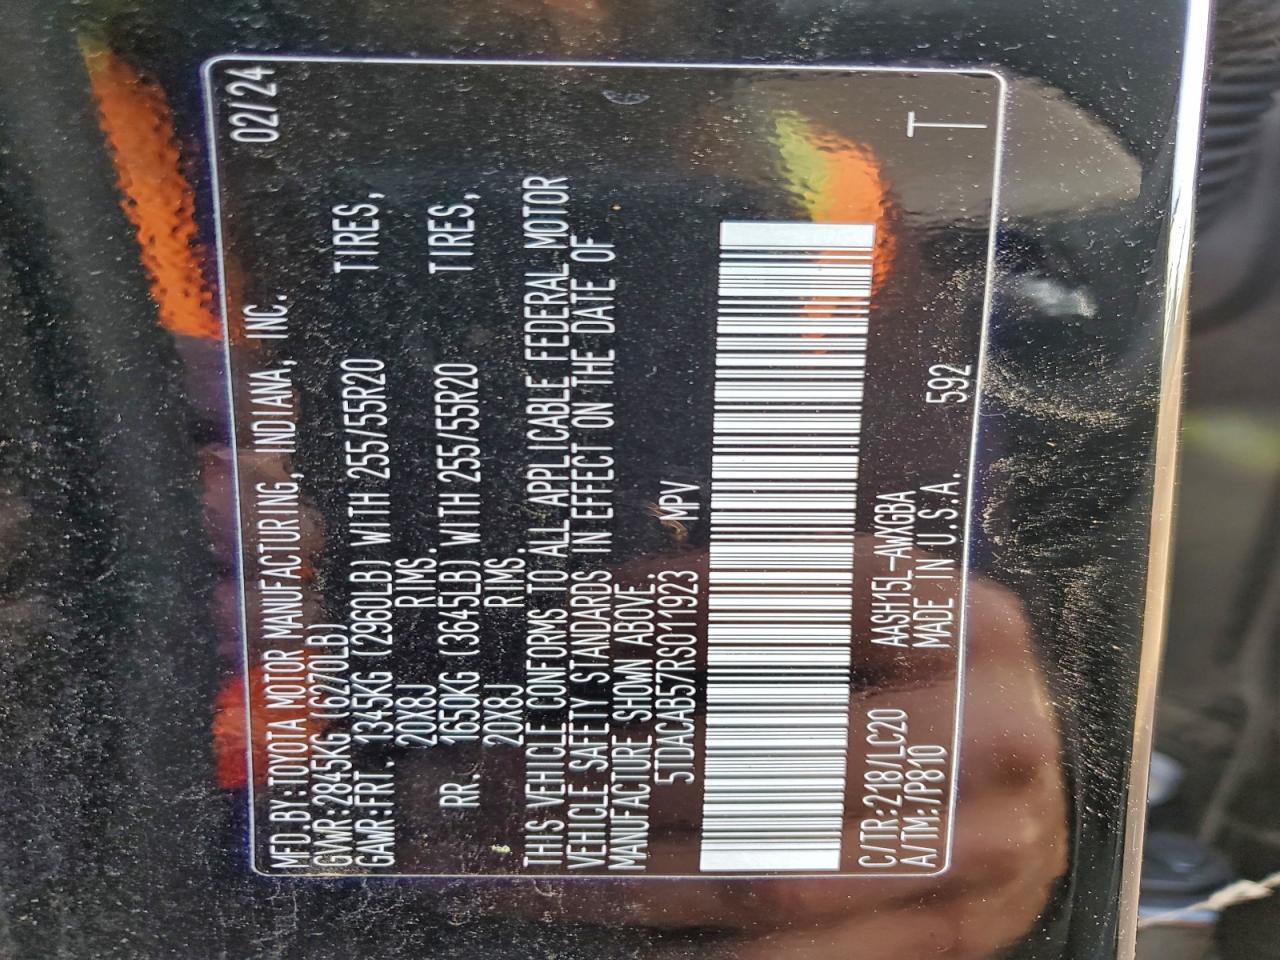 MFD.BY:TOYOTA MOTOR MANUFACTURING, INDIANA, INC. 02/24
GVWR:2845KG (6270LB)
GAWR:FRT. 1345KG (2960LB) WITH 255/55R20 TIRES,
20X8J RIMS.
RR. 1650KG (3645LB) WITH 255/55R20 TIRES,
20X8J RIMS.
THIS VEHICLE CONFORMS TO ALL APPLICABLE FEDERAL MOTOR
VEHICLE SAFETY STANDARDS IN EFFECT ON THE DATE OF
MANUFACTURE SHOWN ABOVE.
5TDACAB57RS011923 MPV
C/TR:218/LC20 AASH15L-AWXGBA T
A/TM:/P810 MADE IN U.S.A. 592